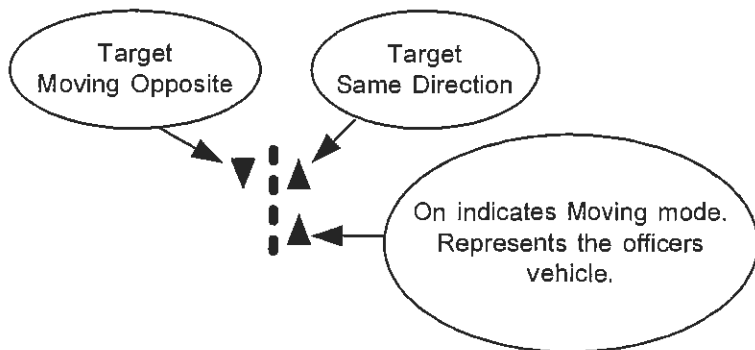 Target
Moving Opposite
Target
Same Direction
On indicates Moving mode.
Represents the officers
vehicle.